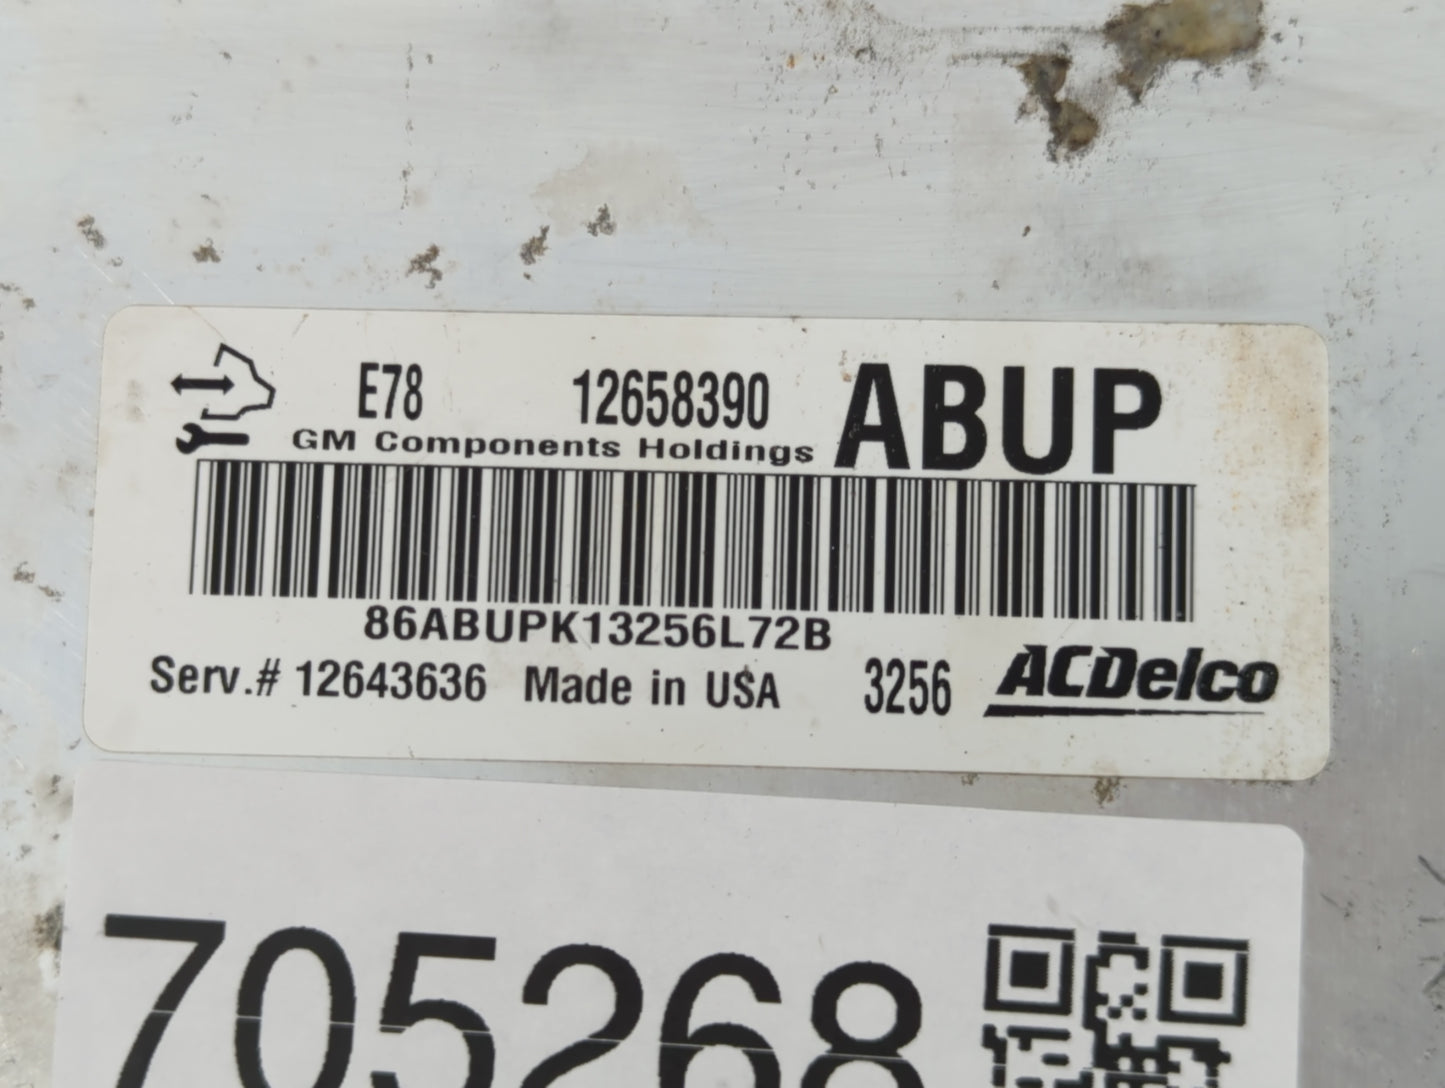 E78 12658390 ABUP
GM Components Holdings
86ABUPK13256L72B
Serv.# 12643636 Made in USA 3256 ACDelco
705268